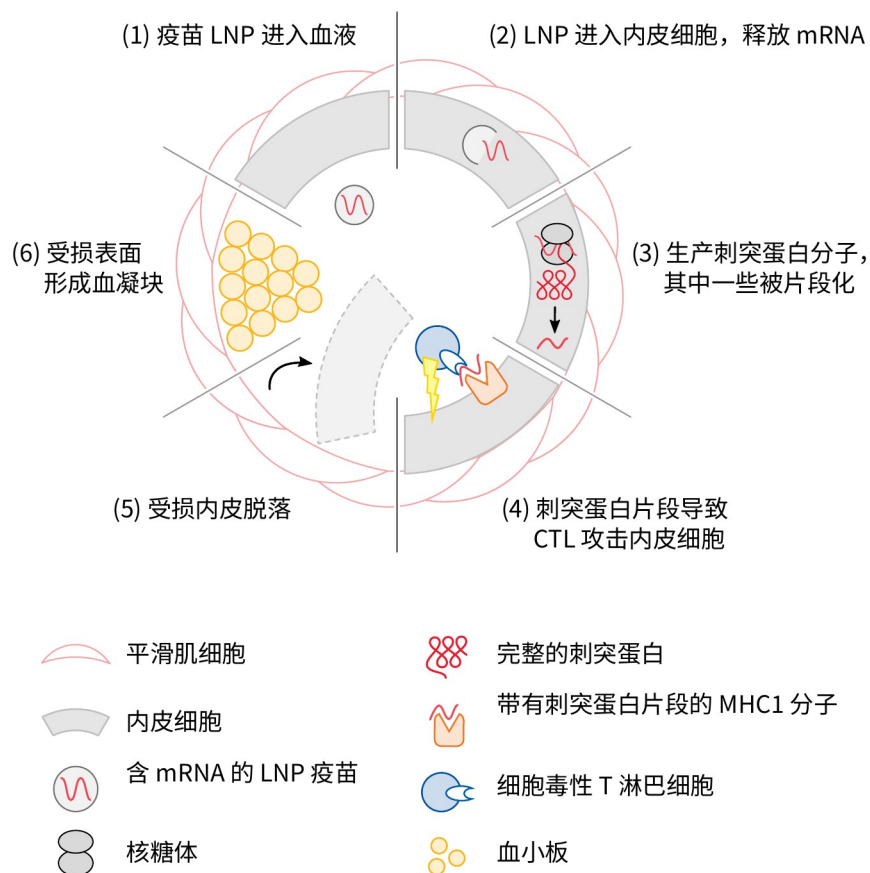 (1) 疫苗 LNP 进入血液
(2) LNP 进入内皮细胞，释放 mRNA
(3) 生产刺突蛋白分子，
其中一些被片段化
(4) 刺突蛋白片段导致
CTL 攻击内皮细胞
(5) 受损内皮脱落
(6) 受损表面
形成血凝块
平滑肌细胞
内皮细胞
含 mRNA 的 LNP 疫苗
核糖体
完整的刺突蛋白
带有刺突蛋白片段的 MHC1 分子
细胞毒性 T 淋巴细胞
血小板